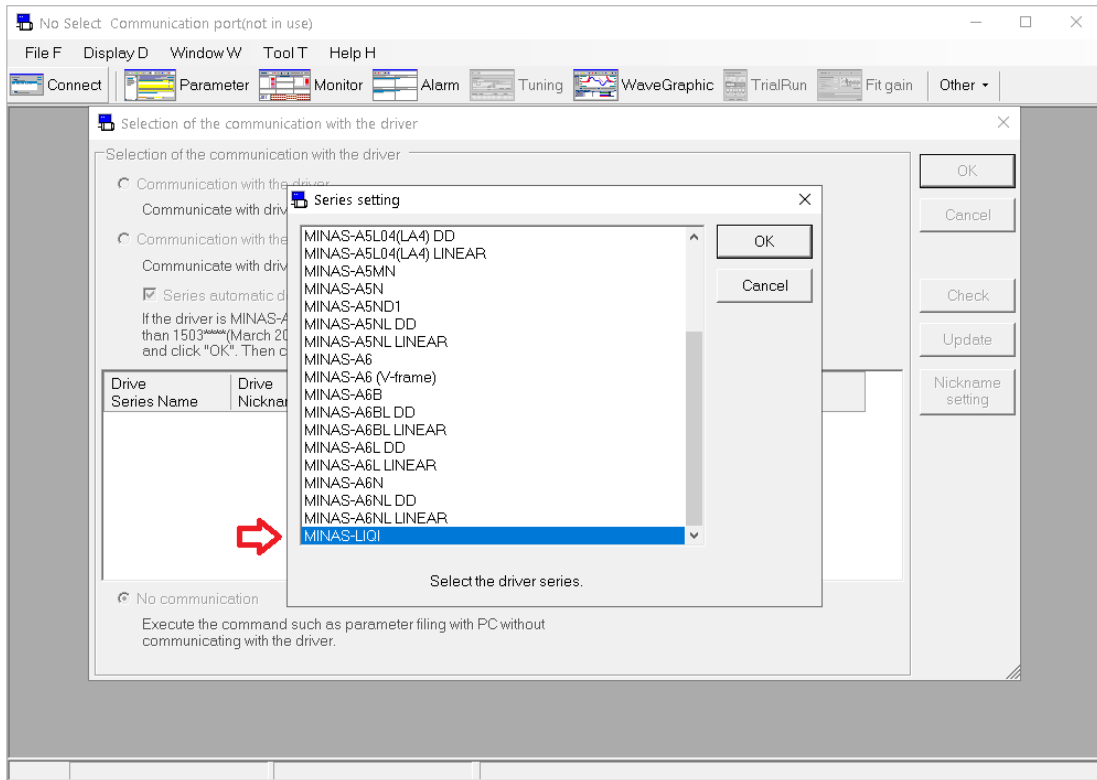 No Select Communication port(not in use)
File F Display D Window W Tool T Help H
Connect Parameter Monitor Alarm Tuning WaveGraphic TrialRun Fit gain Other
Selection of the communication with the driver
Selection of the communication with the driver
Communication with the driver
Communicate with driv
Communication with the
Communicate with driv
Series automatic d
If the driver is MINAS-A
than 1503****(March 20
and click "OK". Then c
Drive Drive
Series Name Nicknar
No communication
Execute the command such as parameter filing with PC without
communicating with the driver.
OK
Cancel
Check
Update
Nickname
setting
Series setting
MINAS-A5L04(LA4) DD
MINAS-A5L04(LA4) LINEAR
MINAS-A5MN
MINAS-A5N
MINAS-A5ND1
MINAS-A5NL DD
MINAS-A5NL LINEAR
MINAS-A6
MINAS-A6 (V-frame)
MINAS-A6B
MINAS-A6BL DD
MINAS-A6BL LINEAR
MINAS-A6L DD
MINAS-A6L LINEAR
MINAS-A6N
MINAS-A6NL DD
MINAS-A6NL LINEAR
MINAS-LIQI
OK
Cancel
Select the driver series.